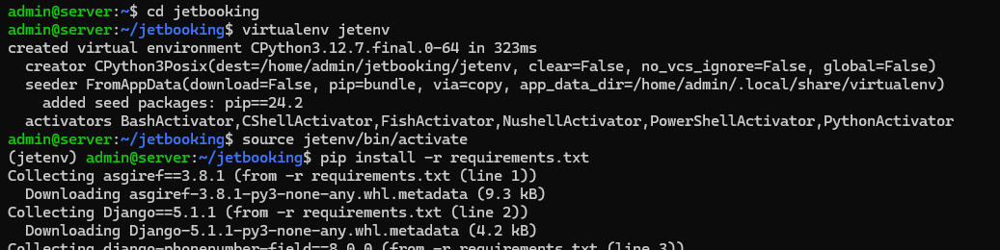 admin@server:~$ cd jetbooking
admin@server:~/jetbooking$ virtualenv jetenv
created virtual environment CPython3.12.7.final.0-64 in 323ms
  creator CPython3Posix(dest=/home/admin/jetbooking/jetenv, clear=False, no_vcs_ignore=False, global=False)
  seeder FromAppData(download=False, pip=bundle, via=copy, app_data_dir=/home/admin/.local/share/virtualenv)
    added seed packages: pip==24.2
  activators BashActivator,CShellActivator,FishActivator,NushellActivator,PowerShellActivator,PythonActivator
admin@server:~/jetbooking$ source jetenv/bin/activate
(jetenv) admin@server:~/jetbooking$ pip install -r requirements.txt
Collecting asgiref==3.8.1 (from -r requirements.txt (line 1))
  Downloading asgiref-3.8.1-py3-none-any.whl.metadata (9.3 kB)
Collecting Django==5.1.1 (from -r requirements.txt (line 2))
  Downloading Django-5.1.1-py3-none-any.whl.metadata (4.2 kB)
Collecting django-phonenumber-field==8.0.0 (from -r requirements.txt (line 3))